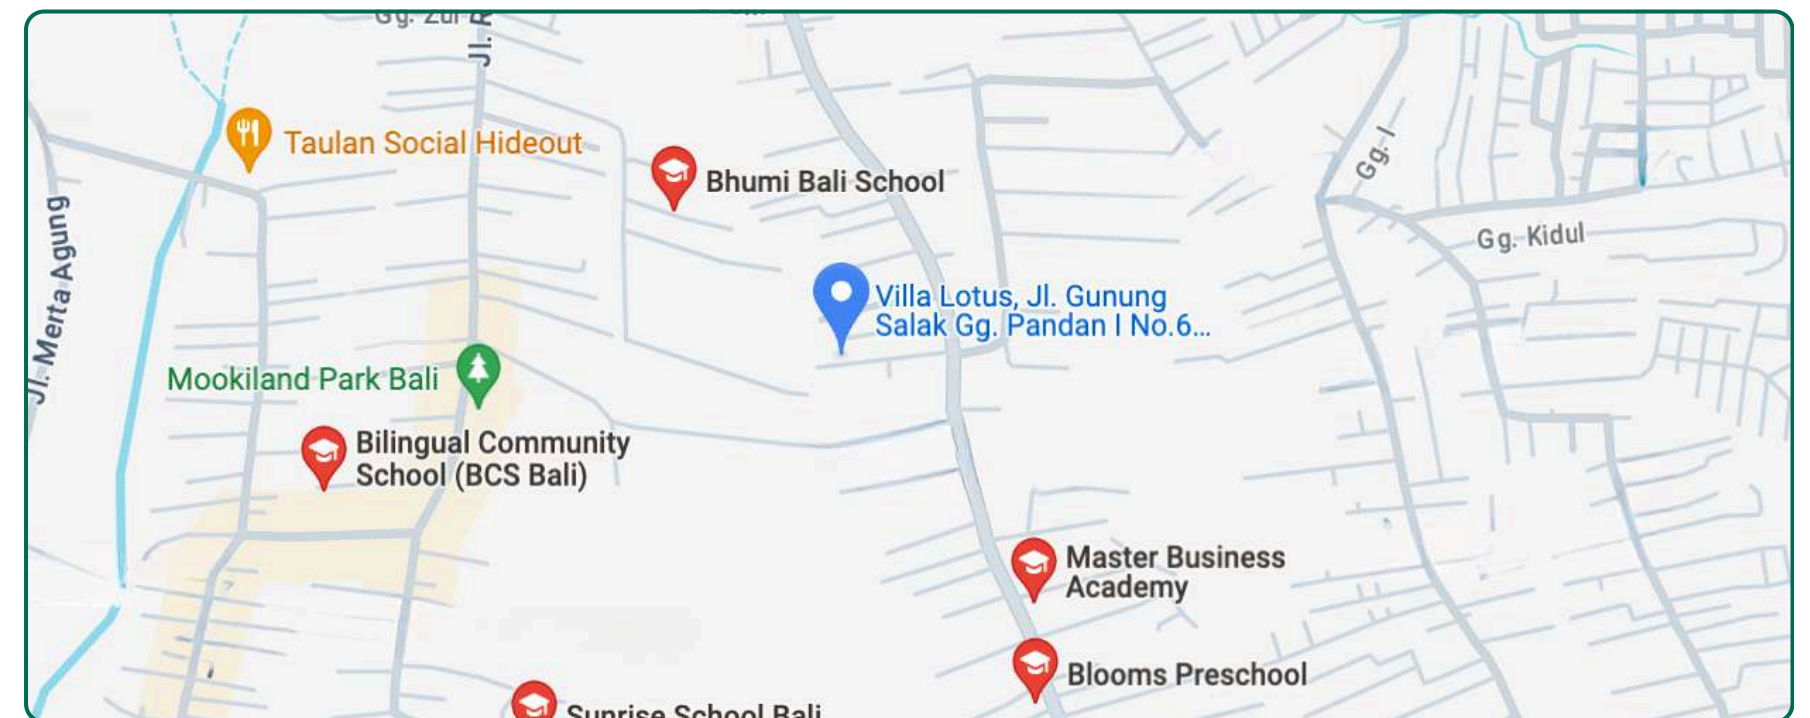 Jl. R
Taulan Social Hideout
Bhumi Bali School
Gg. I
Jl. Merta Agung
Gg. Kidul
Villa Lotus, Jl. Gunung
Salak Gg. Pandan I No.6...
Mookiland Park Bali
Bilingual Community
School (BCS Bali)
Master Business
Academy
Blooms Preschool
Sunrise School Bali